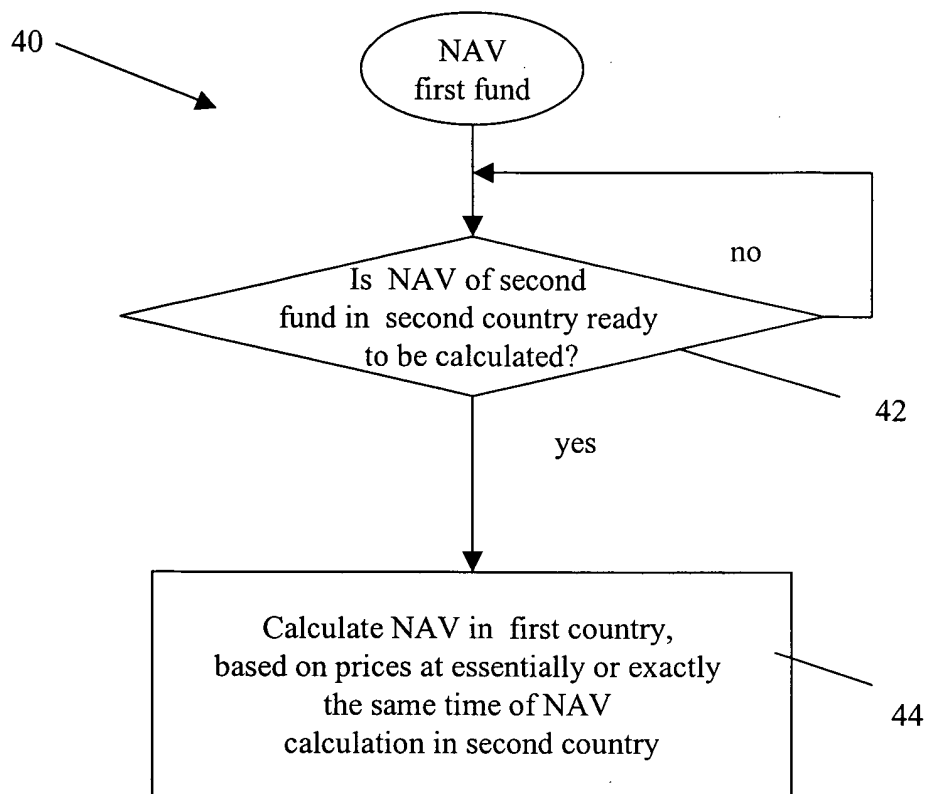 40
NAV
first fund
no
Is NAV of second
fund in second country ready
to be calculated?
42
yes
Calculate NAV in first country,
based on prices at essentially or exactly
the same time of NAV
calculation in second country
44